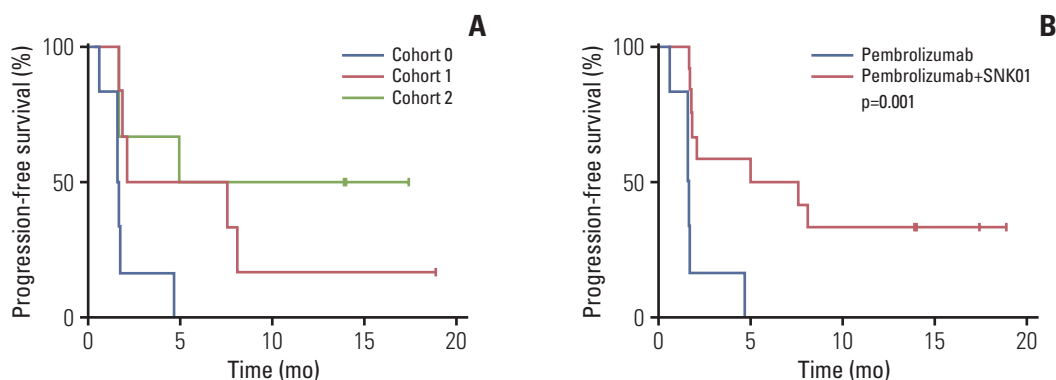 A
Cohort 0
Cohort 1
Cohort 2
Progression-free survival (%)
100
50
0
0 5 10 15 20
Time (mo)
B
Pembrolizumab
Pembrolizumab+SNK01
p=0.001
Progression-free survival (%)
100
50
0
0 5 10 15 20
Time (mo)